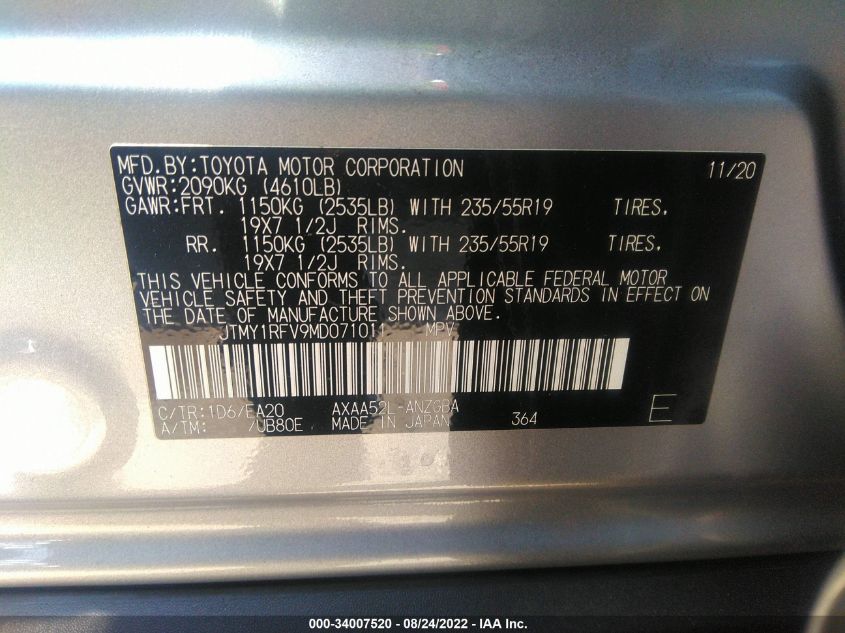 MFD.BY:TOYOTA MOTOR CORPORATION 11/20
GVWR:2090KG (4610LB)
GAWR:FRT. 1150KG (2535LB) WITH 235/55R19 TIRES,
19X7 1/2J RIMS.
RR. 1150KG (2535LB) WITH 235/55R19 TIRES,
19X7 1/2J RIMS.
THIS VEHICLE CONFORMS TO ALL APPLICABLE FEDERAL MOTOR
VEHICLE SAFETY AND THEFT PREVENTION STANDARDS IN EFFECT ON
THE DATE OF MANUFACTURE SHOWN ABOVE.
JTMY1RFV9MD071011 MPV
C/TR:1D6/EA20 AXAA52L-ANZGBA
A/TM: /UB80E MADE IN JAPAN 364 E
000-34007520 - 08/24/2022 - IAA Inc.